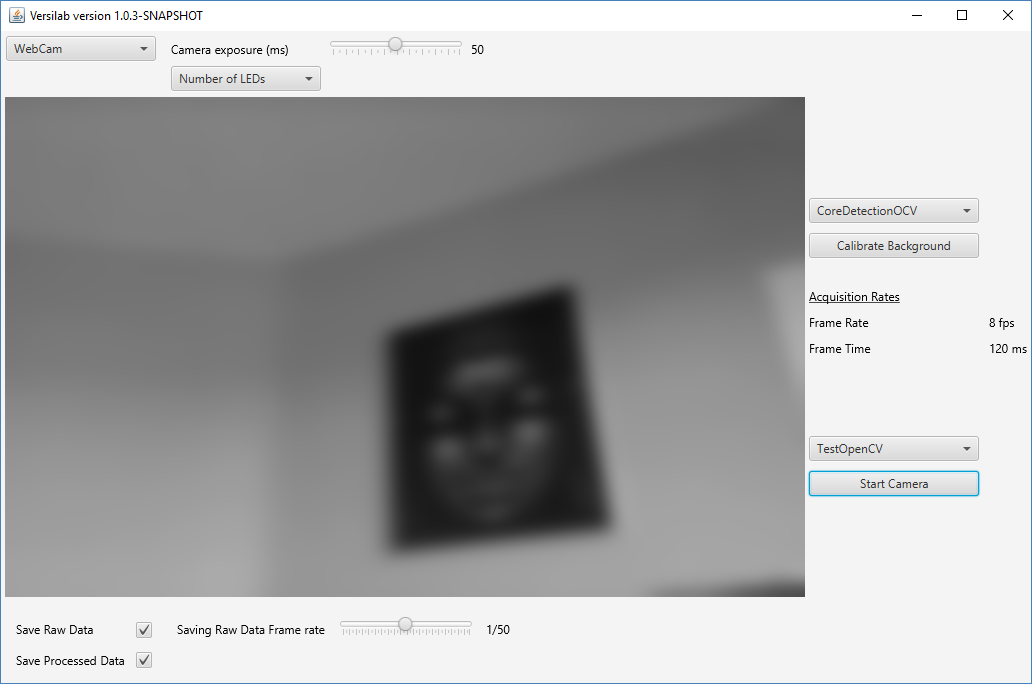 Versilab version 1.0.3-SNAPSHOT
WebCam
Camera exposure (ms)
50
Number of LEDs
CoreDetectionOCV
Calibrate Background
Acquisition Rates
Frame Rate
8 fps
Frame Time
120 ms
TestOpenCV
Start Camera
Save Raw Data
Saving Raw Data Frame rate
1/50
Save Processed Data